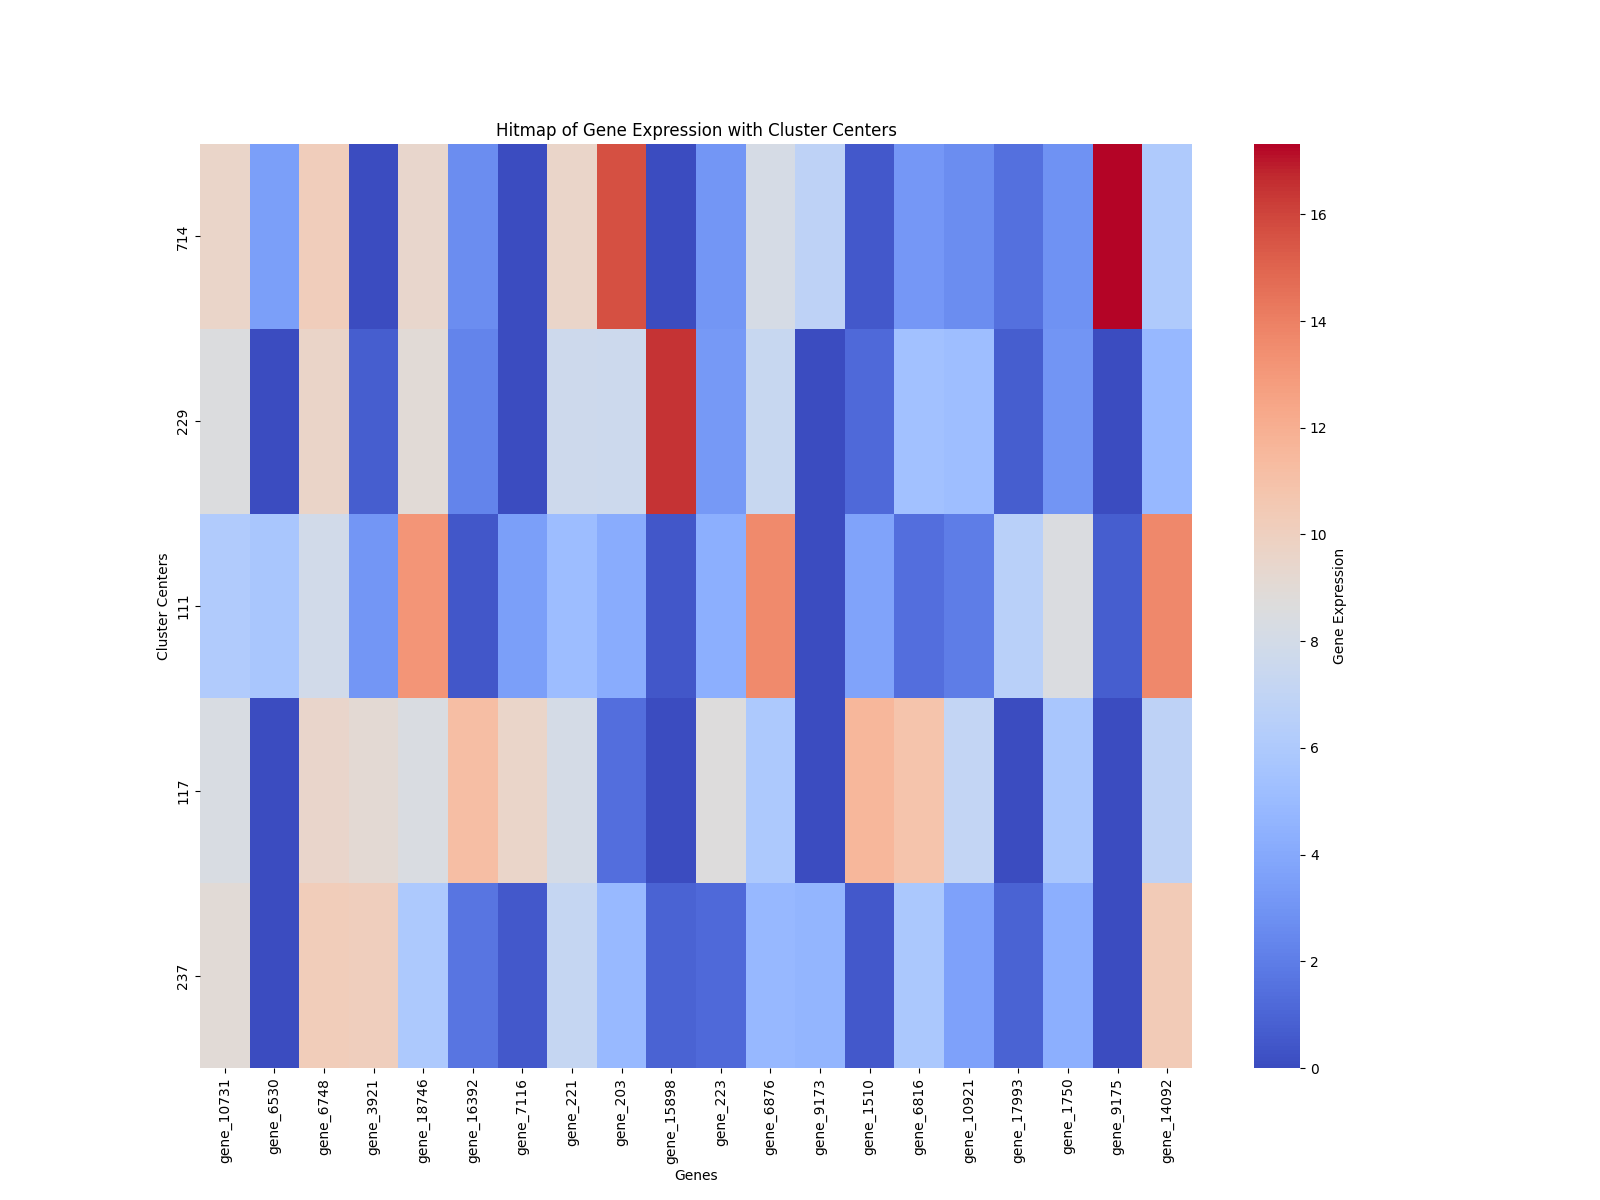 Hitmap of Gene Expression with Cluster Centers
Cluster Centers
714
229
111
117
237
gene_10731
gene_6530
gene_6748
gene_3921
gene_18746
gene_16392
gene_7116
gene_221
gene_203
gene_15898
gene_223
gene_6876
gene_9173
gene_1510
gene_6816
gene_10921
gene_17993
gene_1750
gene_9175
gene_14092
Genes
16
14
12
10
8
6
4
2
0
Gene Expression